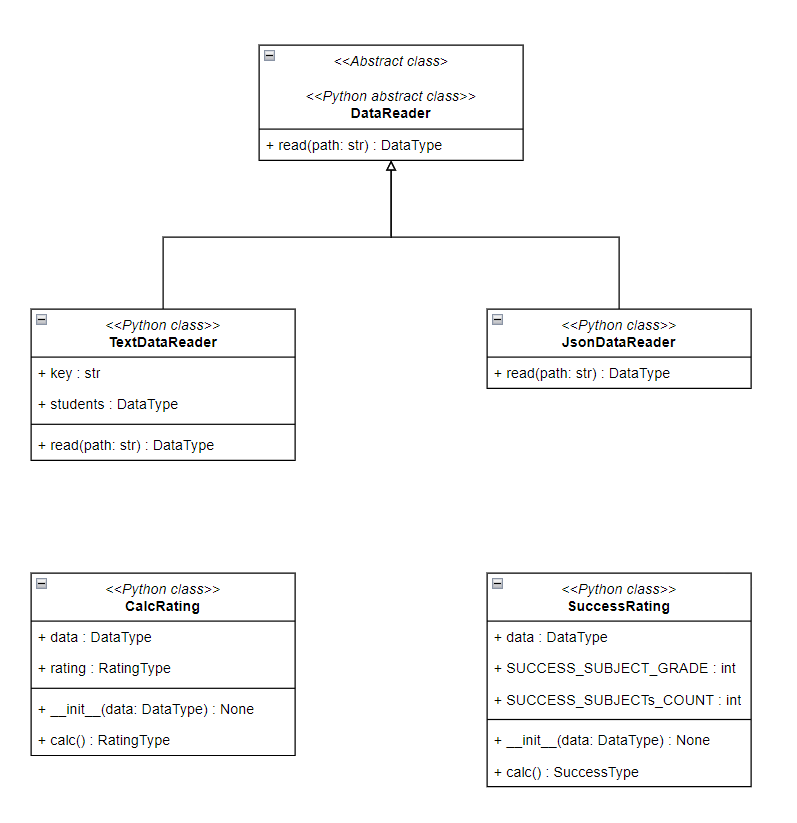 <<Abstract class>
<<Python abstract class>>
DataReader
+ read(path: str) : DataType
<<Python class>>
TextDataReader
+ key : str
+ students : DataType
+ read(path: str) : DataType
<<Python class>>
JsonDataReader
+ read(path: str) : DataType
<<Python class>>
CalcRating
+ data : DataType
+ rating : RatingType
+ __init__(data: DataType) : None
+ calc() : RatingType
<<Python class>>
SuccessRating
+ data : DataType
+ SUCCESS_SUBJECT_GRADE : int
+ SUCCESS_SUBJECTs_COUNT : int
+ __init__(data: DataType) : None
+ calc() : SuccessType